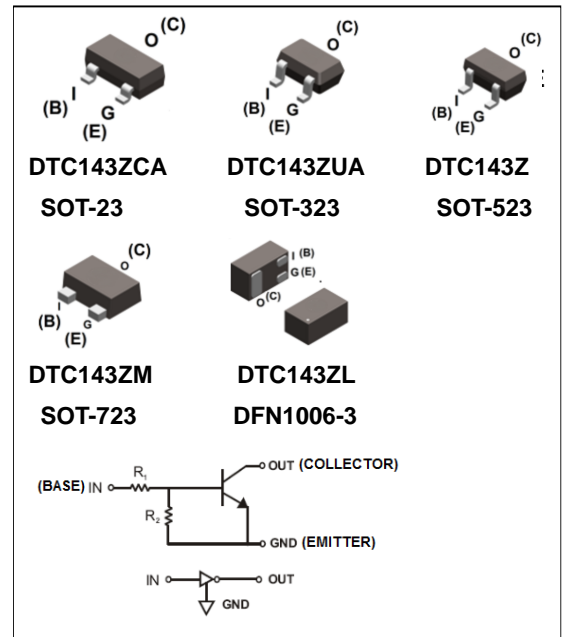 O (C)
(B) I
G
(E)
DTC143ZCA
SOT-23
O (C)
(B) I
G
(E)
DTC143ZUA
SOT-323
O (C)
(B) I
G
(E)
DTC143Z
SOT-523
O (C)
I
(B)
G
(E)
DTC143ZM
SOT-723
I (B)
G (E)
O (C)
DTC143ZL
DFN1006-3
R1
OUT (COLLECTOR)
(BASE) IN
R2
GND (EMITTER)
IN OUT
GND